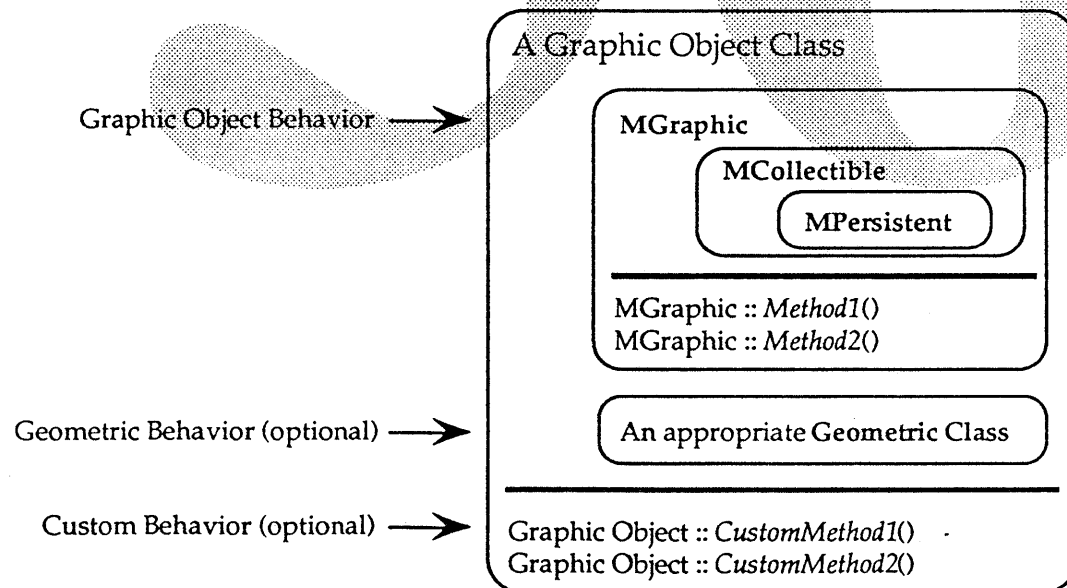 A Graphic Object Class
Graphic Object Behavior
MGraphic
MCollectible
MPersistent
MGraphic :: Method1()
MGraphic :: Method2()
Geometric Behavior (optional)
An appropriate Geometric Class
Custom Behavior (optional)
Graphic Object :: CustomMethod1()
Graphic Object :: CustomMethod2()